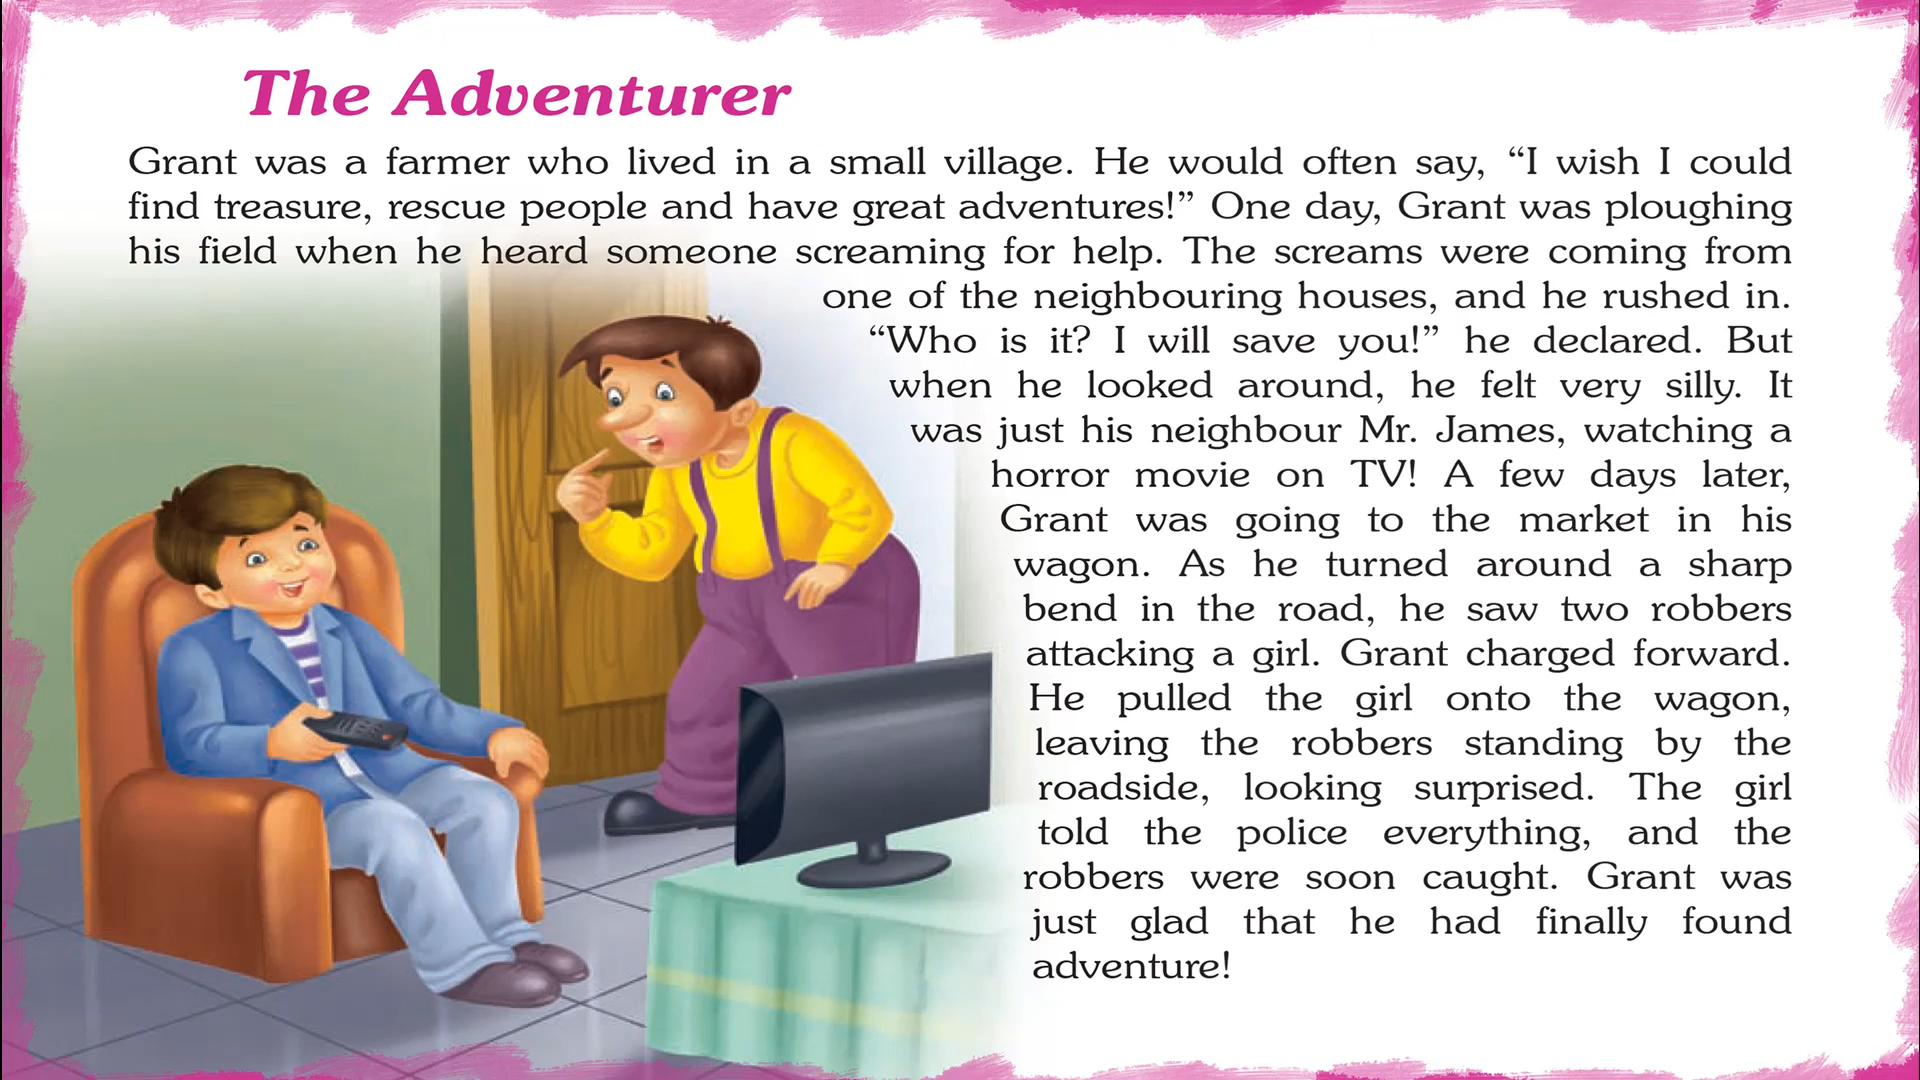 The Adventurer
Grant was a farmer who lived in a small village. He would often say, “I wish I could
find treasure, rescue people and have great adventures!” One day, Grant was ploughing
his field when he heard someone screaming for help. The screams were coming from
one of the neighbouring houses, and he rushed in.
“Who is it? I will save you!” he declared. But
when he looked around, he felt very silly. It
was just his neighbour Mr. James, watching a
horror movie on TV! A few days later,
Grant was going to the market in his
wagon. As he turned around a sharp
bend in the road, he saw two robbers
attacking a girl. Grant charged forward.
He pulled the girl onto the wagon,
leaving the robbers standing by the
roadside, looking surprised. The girl
told the police everything, and the
robbers were soon caught. Grant was
just glad that he had finally found
adventure!